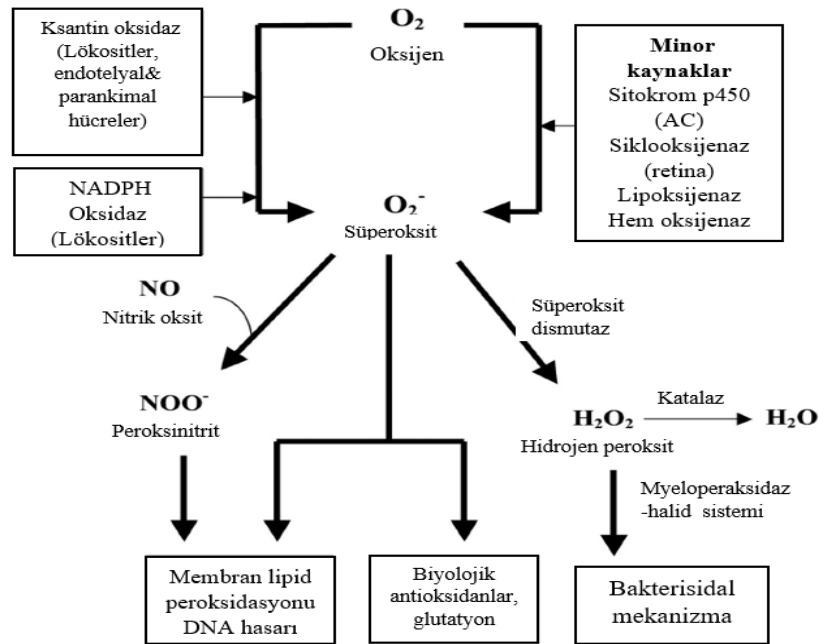 Ksantin oksidaz
(Lökositler,
endotelyal&
parankimal
hücreler)
NADPH
Oksidaz
(Lökositler)
O₂
Oksijen
Minor
kaynaklar
Sitokrom p450
(AC)
Siklooksijenaz
(retina)
Lipoksijenaz
Hem oksijenaz
O₂⁻
Süperoksit
NO
Nitrik oksit
Süperoksit
dismutaz
NOO⁻
Peroksinitrit
H₂O₂
Hidrojen peroksit
Katalaz
H₂O
Myeloperaksidaz
-halid sistemi
Membran lipid
peroksidasyonu
DNA hasarı
Biyolojik
antioksidanlar,
glutatyon
Bakterisidal
mekanizma